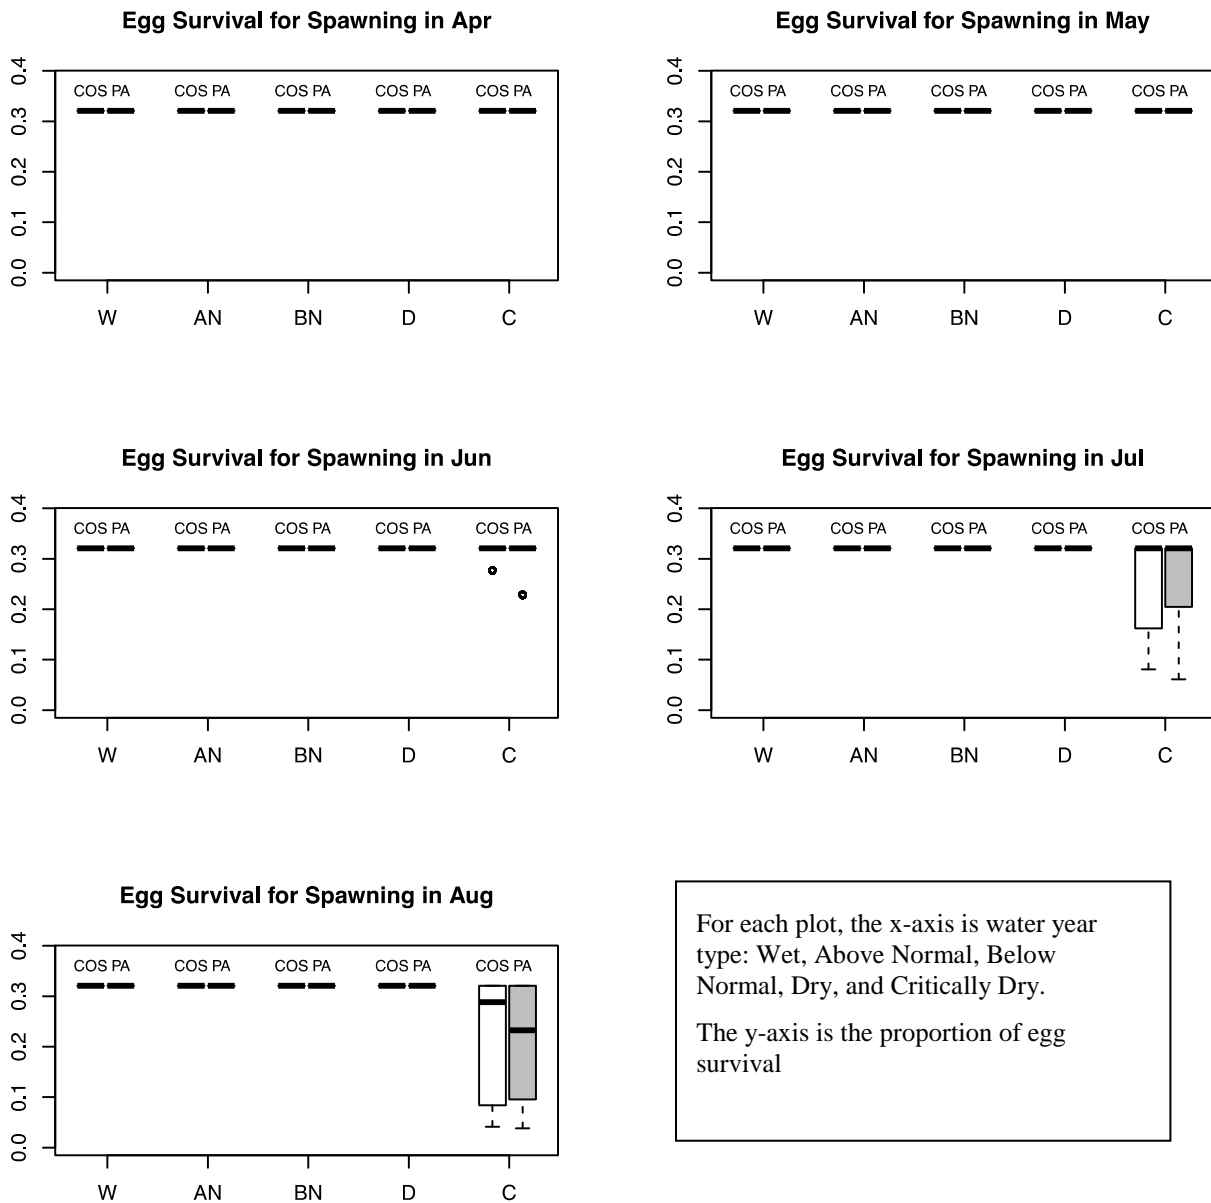 Egg Survival for Spawning in Apr
0.4
0.3
0.2
0.1
0.0
COS PA COS PA COS PA COS PA COS PA
W AN BN D C
Egg Survival for Spawning in May
0.4
0.3
0.2
0.1
0.0
COS PA COS PA COS PA COS PA COS PA
W AN BN D C
Egg Survival for Spawning in Jun
0.4
0.3
0.2
0.1
0.0
COS PA COS PA COS PA COS PA COS PA
W AN BN D C
Egg Survival for Spawning in Jul
0.4
0.3
0.2
0.1
0.0
COS PA COS PA COS PA COS PA COS PA
W AN BN D C
Egg Survival for Spawning in Aug
0.4
0.3
0.2
0.1
0.0
COS PA COS PA COS PA COS PA COS PA
W AN BN D C
For each plot, the x-axis is water year
type: Wet, Above Normal, Below
Normal, Dry, and Critically Dry.
The y-axis is the proportion of egg
survival